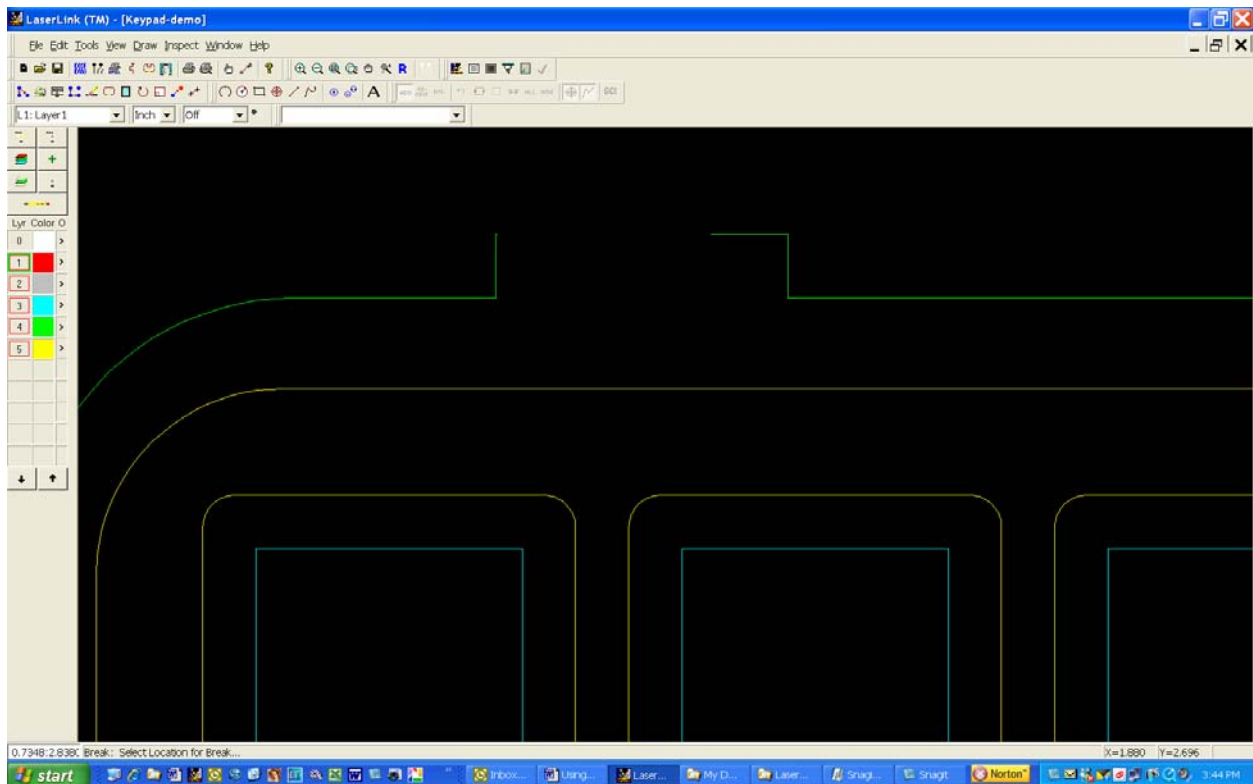 LaserLink (TM) - [Keypad-demo]
File Edit Tools View Draw Inspect Window Help
R
A
L1: Layer1 Inch Off
Lyr Color O
0
1
2
3
4
5
0.7348:2.838 Break: Select Location for Break... X=1.880 Y=2.696
start Inbox... Using... Laser... My D... Laser... Snagi... SnagIt Norton 3:44 PM